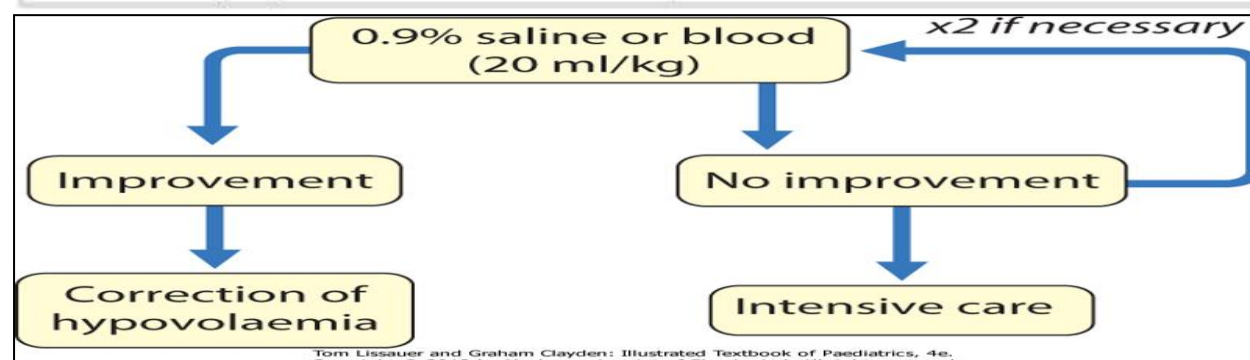 0.9% saline or blood
(20 ml/kg)
x2 if necessary
Improvement
No improvement
Correction of
hypovolaemia
Intensive care
Tom Lissauer and Graham Clayden: Illustrated Textbook of Paediatrics, 4e.